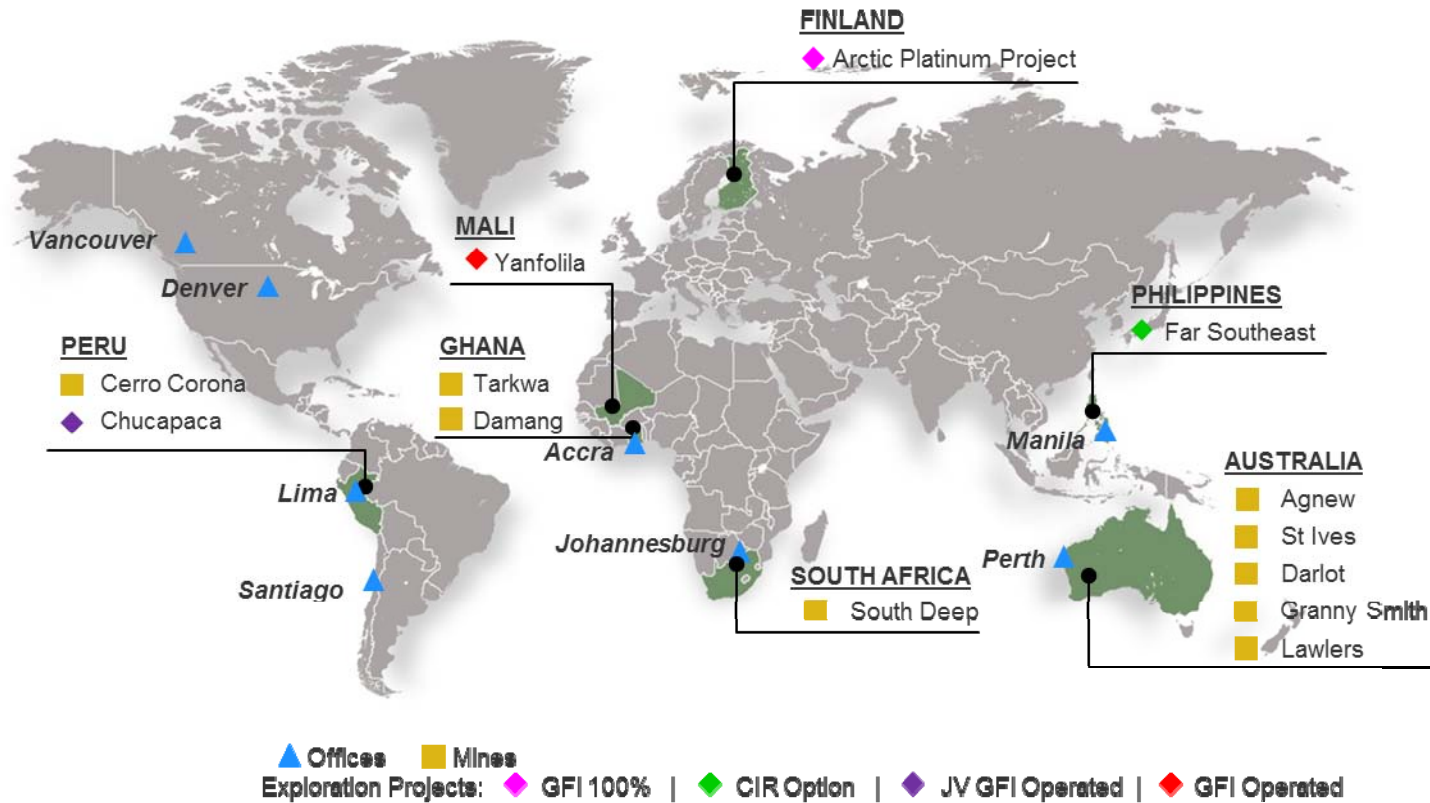 FINLAND
Arctic Platinum Project
MALI
Yanfolila
Vancouver
Denver
PHILIPPINES
Far Southeast
PERU
Cerro Corona
Chucapaca
GHANA
Tarkwa
Damang
Accra
Manila
Lima
AUSTRALIA
Agnew
St Ives
Darlot
Granny Smith
Lawlers
Johannesburg
Perth
SOUTH AFRICA
South Deep
Santiago
Offices Mines
Exploration Projects: GFI 100% | CIR Option | JV GFI Operated | GFI Operated